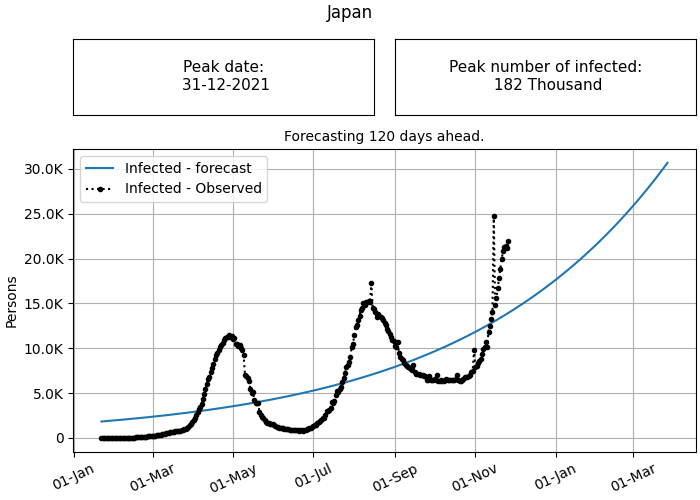 Japan
Peak date:
31-12-2021
Peak number of infected:
182 Thousand
Forecasting 120 days ahead.
Infected - forecast
Infected - Observed
30.0K
25.0K
20.0K
15.0K
10.0K
5.0K
0
Persons
01-Jan
01-Mar
01-May
01-Jul
01-Sep
01-Nov
01-Jan
01-Mar